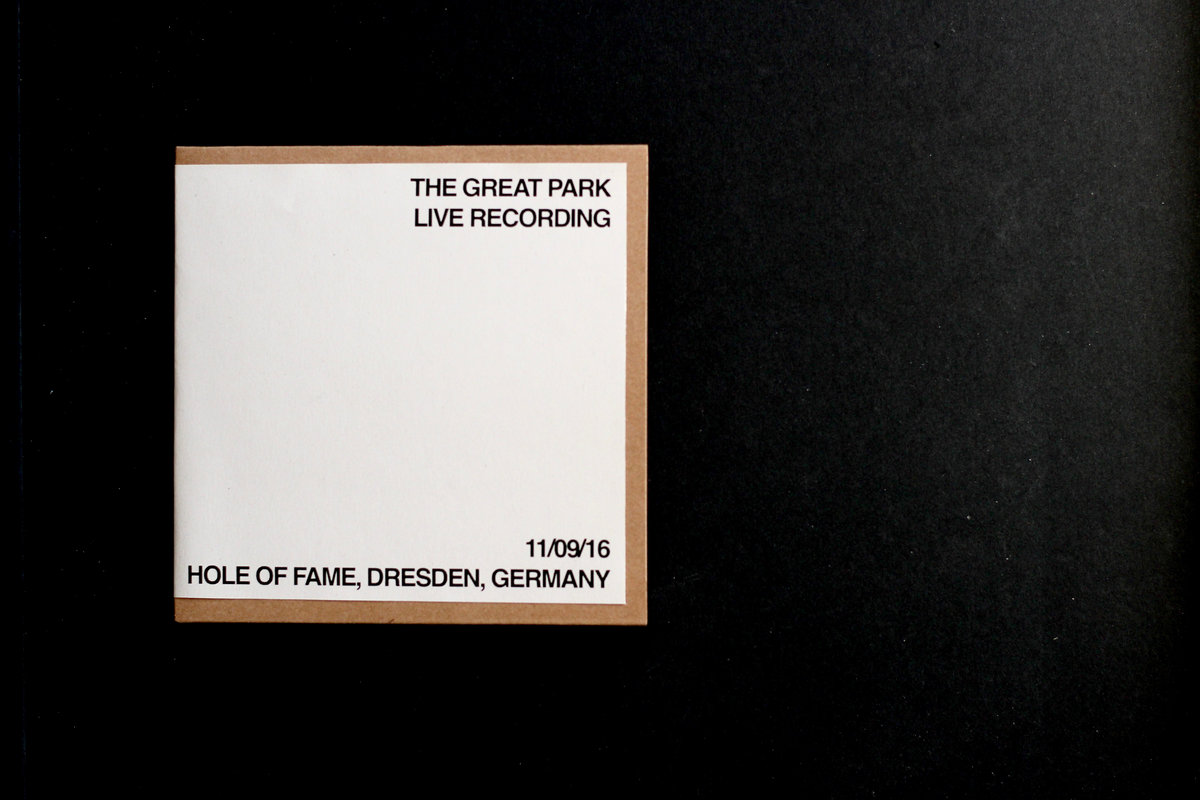 THE GREAT PARK
LIVE RECORDING
11/09/16
HOLE OF FAME, DRESDEN, GERMANY